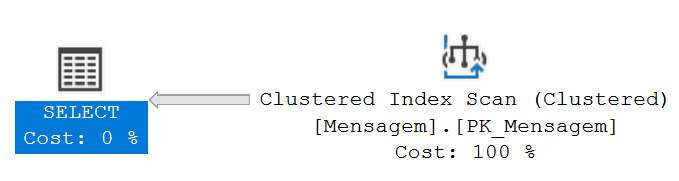 SELECT
Cost: 0 %
Clustered Index Scan (Clustered)
[Mensagem].[PK_Mensagem]
Cost: 100 %